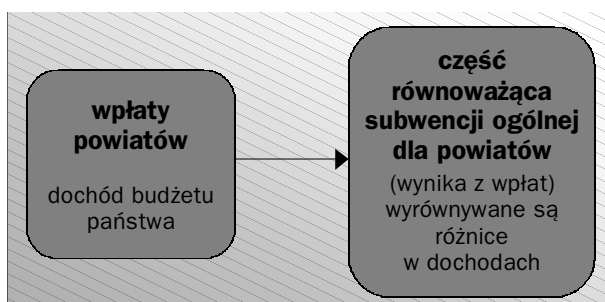 wpłaty
powiatów
dochód budżetu
państwa
część
równoważąca
subwencji ogólnej
dla powiatów
(wynika z wpłat)
wyrównywane są
różnice
w dochodach